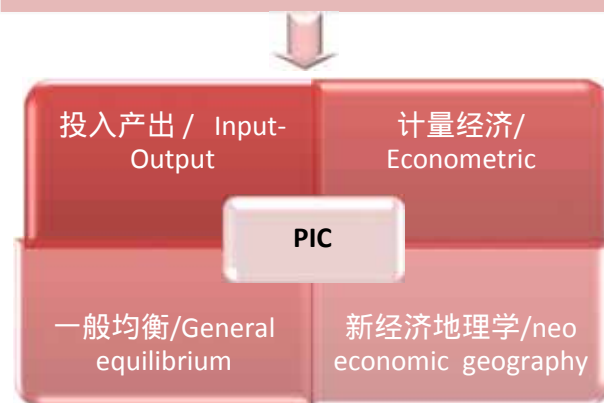 投入产出 / Input-
Output
计量经济/
Econometric
PIC
一般均衡/General
equilibrium
新经济地理学/neo
economic geography